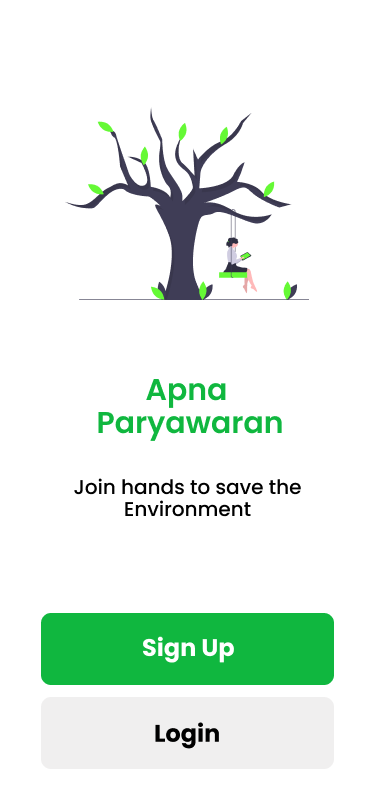 Apna
Paryawaran
Join hands to save the
Environment
Sign Up
Login